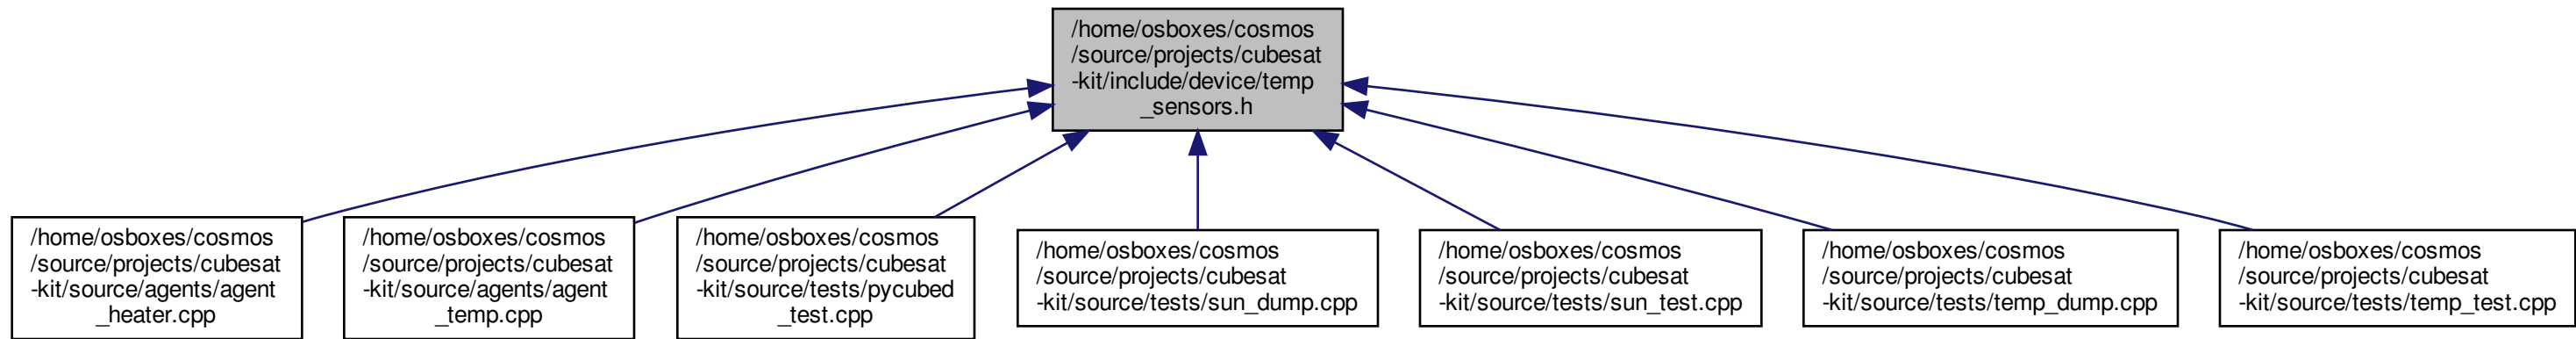 /home/osboxes/cosmos
/source/projects/cubesat
-kit/include/device/temp
_sensors.h
/home/osboxes/cosmos
/source/projects/cubesat
-kit/source/agents/agent
_heater.cpp
/home/osboxes/cosmos
/source/projects/cubesat
-kit/source/agents/agent
_temp.cpp
/home/osboxes/cosmos
/source/projects/cubesat
-kit/source/tests/pycubed
_test.cpp
/home/osboxes/cosmos
/source/projects/cubesat
-kit/source/tests/sun_dump.cpp
/home/osboxes/cosmos
/source/projects/cubesat
-kit/source/tests/sun_test.cpp
/home/osboxes/cosmos
/source/projects/cubesat
-kit/source/tests/temp_dump.cpp
/home/osboxes/cosmos
/source/projects/cubesat
-kit/source/tests/temp_test.cpp